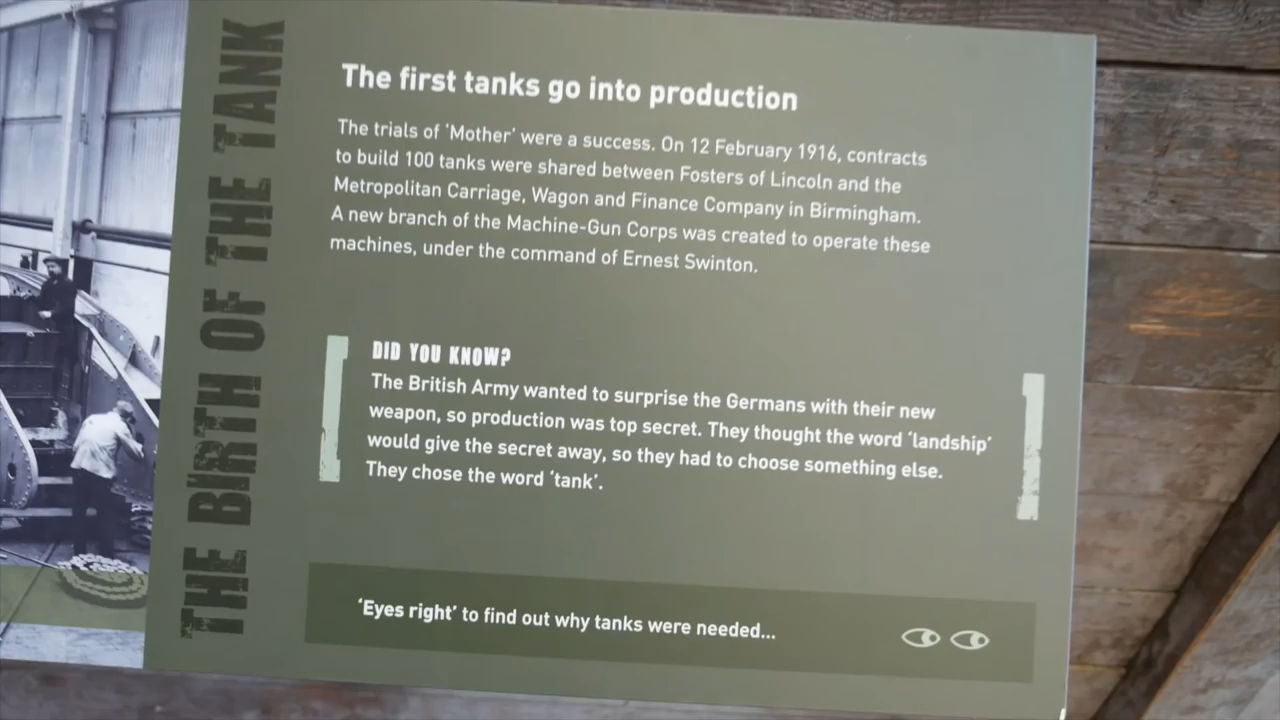 THE BIRTH OF THE TANK
The first tanks go into production
The trials of ‘Mother’ were a success. On 12 February 1916, contracts
to build 100 tanks were shared between Fosters of Lincoln and the
Metropolitan Carriage, Wagon and Finance Company in Birmingham.
A new branch of the Machine-Gun Corps was created to operate these
machines, under the command of Ernest Swinton.
DID YOU KNOW?
The British Army wanted to surprise the Germans with their new
weapon, so production was top secret. They thought the word ‘landship’
would give the secret away, so they had to choose something else.
They chose the word ‘tank’.
‘Eyes right’ to find out why tanks were needed...